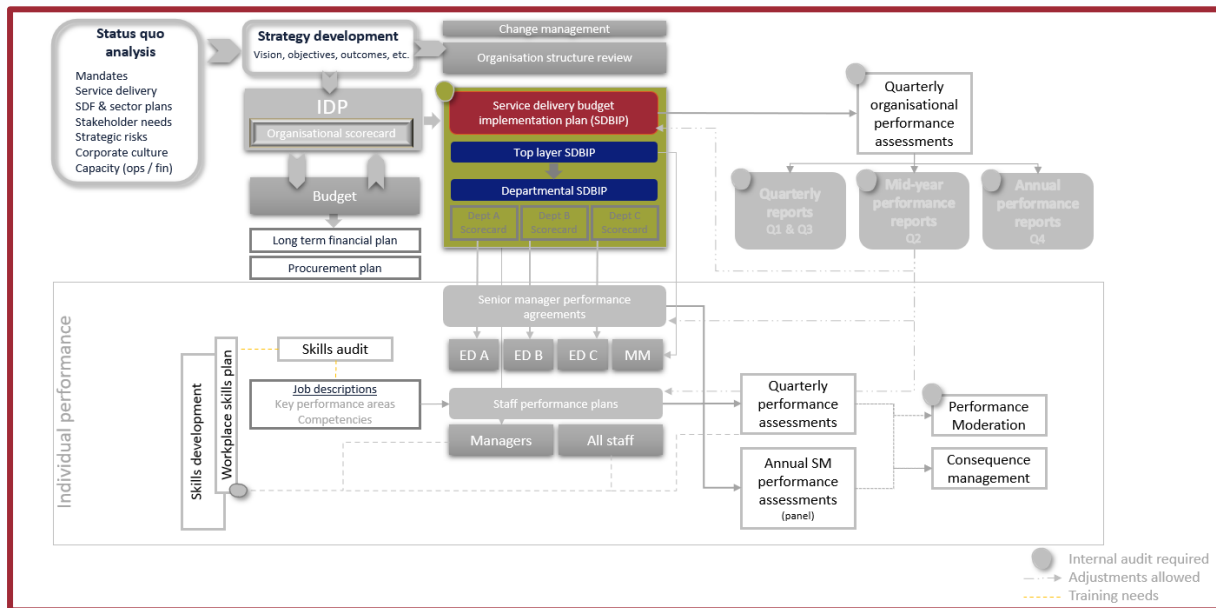 Status quo
analysis
Mandates
Service delivery
SDF & sector plans
Stakeholder needs
Strategic risks
Corporate culture
Capacity (ops / fin)
Strategy development
Vision, objectives, outcomes, etc.
Change management
Organisation structure review
IDP
Organisational scorecard
Budget
Long term financial plan
Procurement plan
Service delivery budget
implementation plan (SDBIP)
Top layer SDBIP
Departmental SDBIP
Dept A
Scorecard
Dept B
Scorecard
Dept C
Scorecard
Quarterly
organisational
performance
assessments
Quarterly
reports
Q1 & Q3
Mid-year
performance
reports
Q2
Annual
performance
reports
Q4
Individual performance
Senior manager performance
agreements
ED A
ED B
ED C
MM
Skills development
Workplace skills plan
Skills audit
Job descriptions
Key performance areas
Competencies
Staff performance plans
Managers
All staff
Quarterly
performance
assessments
Annual SM
performance
assessments
(panel)
Performance
Moderation
Consequence
management
Internal audit required
Adjustments allowed
Training needs